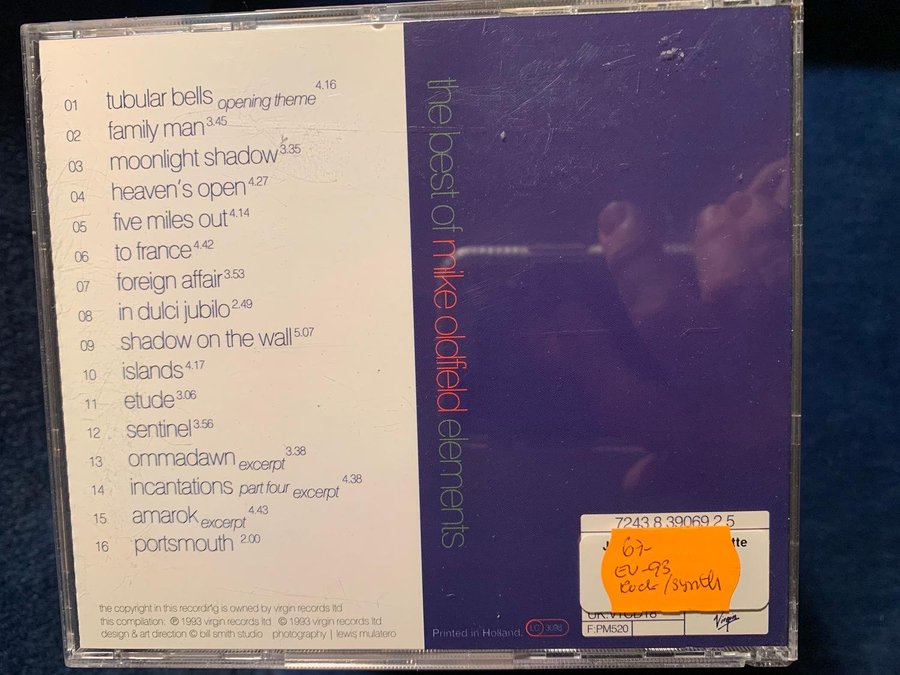 01 tubular bells opening theme 4.16
02 family man 3.45
03 moonlight shadow 3.35
04 heaven's open 4.27
05 five miles out 4.14
06 to france 4.42
07 foreign affair 3.53
08 in dulci jubilo 2.49
09 shadow on the wall 5.07
10 islands 4.17
11 etude 3.06
12 sentinel 3.56
13 ommadawn excerpt 3.38
14 incantations part four excerpt 4.38
15 amarok excerpt 4.43
16 portsmouth 2.00
the copyright in this recording is owned by virgin records ltd
this compilation: ℗ 1993 virgin records ltd © 1993 virgin records ltd
design & art direction © bill smith studio photography | lewis mulatero
the best of mike oldfield elements
7243 8 39069 2 5
67-
EU-93
Rock/synth
F:PM520
Virgin
Printed in Holland.
LC 3098